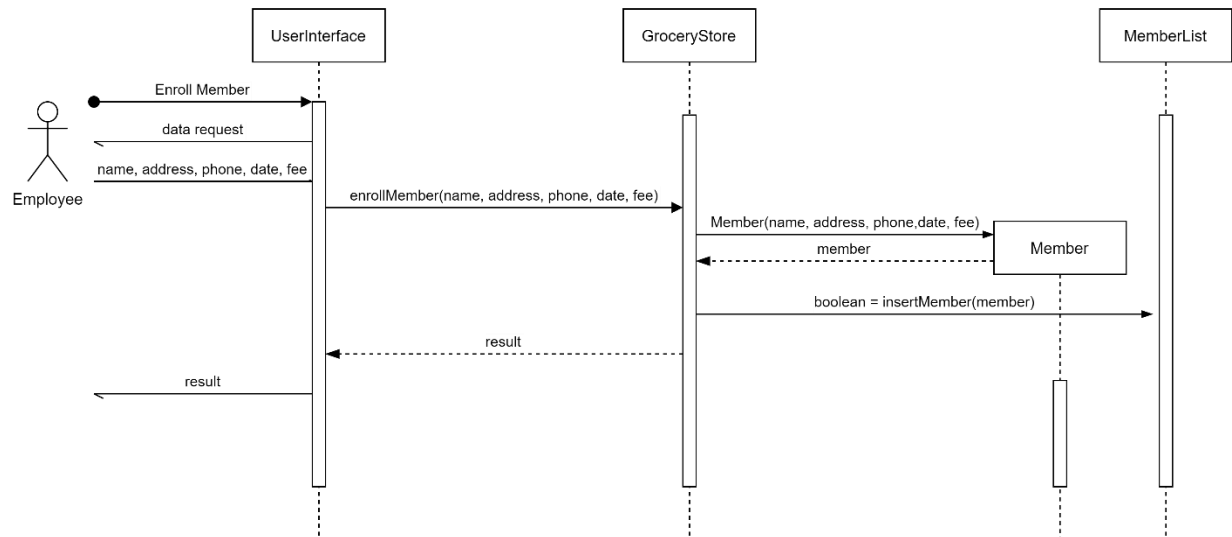 UserInterface
GroceryStore
MemberList
Enroll Member
data request
name, address, phone, date, fee
Employee
enrollMember(name, address, phone, date, fee)
Member(name, address, phone,date, fee)
member
Member
boolean = insertMember(member)
result
result